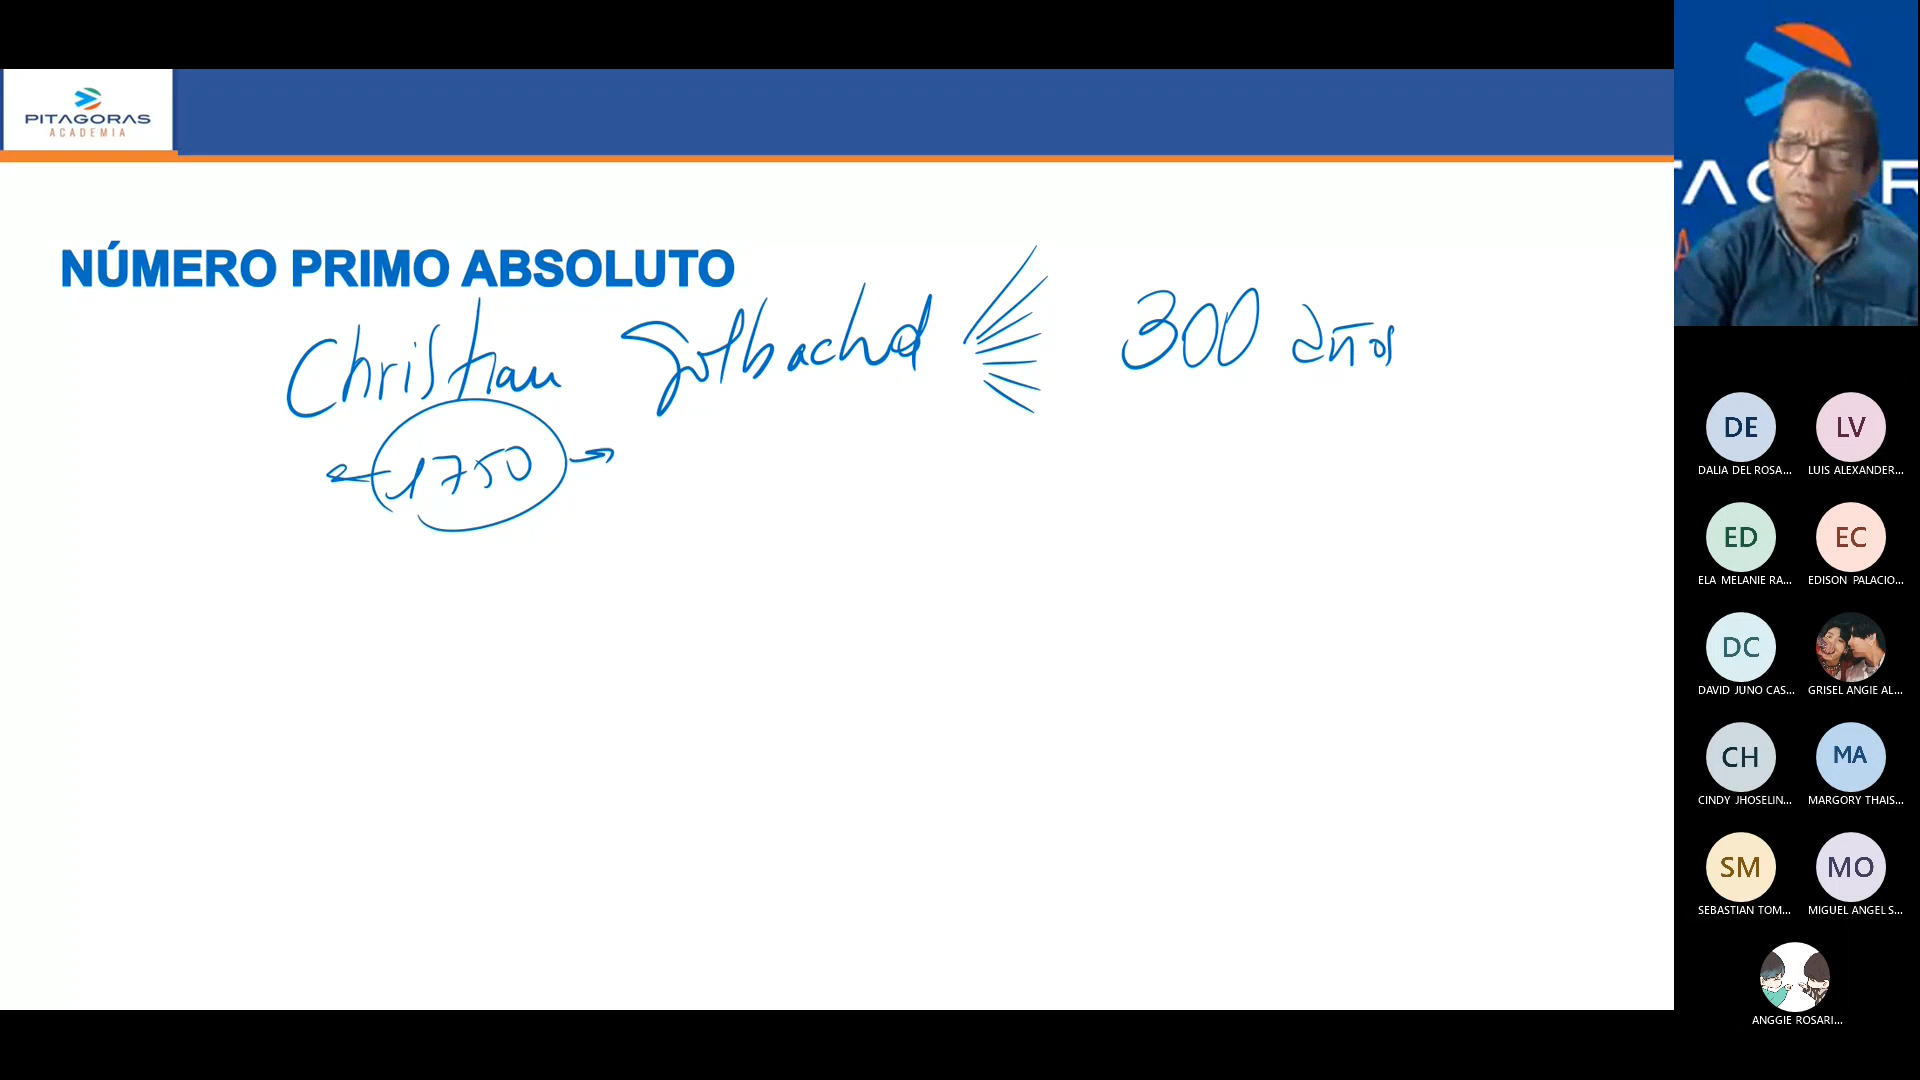 PITAGORAS
ACADEMIA
NÚMERO PRIMO ABSOLUTO
Christian Golbach 300 años
1750
DE
DALIA DEL ROSA...
LV
LUIS ALEXANDER...
ED
ELA MELANIE RA...
EC
EDISON PALACIO...
DC
DAVID JUNO CAS...
GRISEL ANGIE AL...
CH
CINDY JHOSELIN...
MA
MARGORY THAIS...
SM
SEBASTIAN TOM...
MO
MIGUEL ANGEL S...
ANGGIE ROSARI...